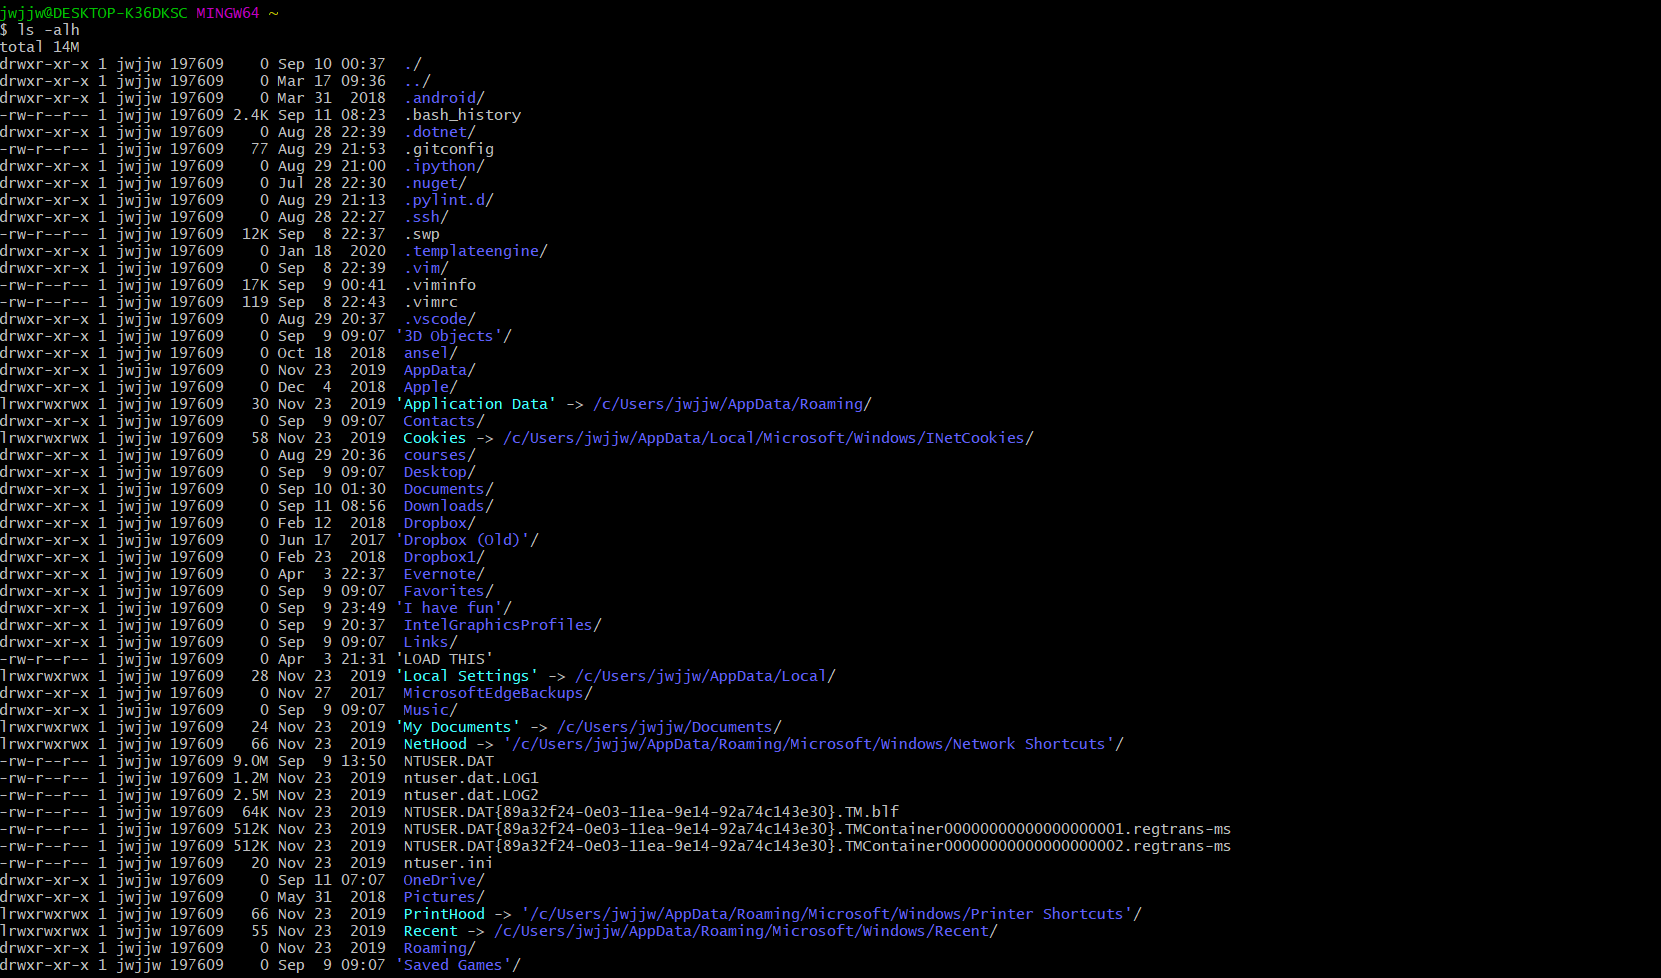 jwjjw@DESKTOP-K36DKSC MINGW64 ~
$ ls -alh
total 14M
drwxr-xr-x 1 jwjjw 197609    0 Sep 10 00:37  ./
drwxr-xr-x 1 jwjjw 197609    0 Mar 17 09:36  ../
drwxr-xr-x 1 jwjjw 197609    0 Mar 31  2018  .android/
-rw-r--r-- 1 jwjjw 197609 2.4K Sep 11 08:23  .bash_history
drwxr-xr-x 1 jwjjw 197609    0 Aug 28 22:39  .dotnet/
-rw-r--r-- 1 jwjjw 197609   77 Aug 29 21:53  .gitconfig
drwxr-xr-x 1 jwjjw 197609    0 Aug 29 21:00  .ipython/
drwxr-xr-x 1 jwjjw 197609    0 Jul 28 22:30  .nuget/
drwxr-xr-x 1 jwjjw 197609    0 Aug 29 21:13  .pylint.d/
drwxr-xr-x 1 jwjjw 197609    0 Aug 28 22:27  .ssh/
-rw-r--r-- 1 jwjjw 197609  12K Sep  8 22:37  .swp
drwxr-xr-x 1 jwjjw 197609    0 Jan 18  2020  .templateengine/
drwxr-xr-x 1 jwjjw 197609    0 Sep  8 22:39  .vim/
-rw-r--r-- 1 jwjjw 197609  17K Sep  9 00:41  .viminfo
-rw-r--r-- 1 jwjjw 197609  119 Sep  8 22:43  .vimrc
drwxr-xr-x 1 jwjjw 197609    0 Aug 29 20:37  .vscode/
drwxr-xr-x 1 jwjjw 197609    0 Sep  9 09:07 '3D Objects'/
drwxr-xr-x 1 jwjjw 197609    0 Oct 18  2018  ansel/
drwxr-xr-x 1 jwjjw 197609    0 Nov 23  2019  AppData/
drwxr-xr-x 1 jwjjw 197609    0 Dec  4  2018  Apple/
lrwxrwxrwx 1 jwjjw 197609   30 Nov 23  2019 'Application Data' -> /c/Users/jwjjw/AppData/Roaming/
drwxr-xr-x 1 jwjjw 197609    0 Sep  9 09:07  Contacts/
lrwxrwxrwx 1 jwjjw 197609   58 Nov 23  2019  Cookies -> /c/Users/jwjjw/AppData/Local/Microsoft/Windows/INetCookies/
drwxr-xr-x 1 jwjjw 197609    0 Aug 29 20:36  courses/
drwxr-xr-x 1 jwjjw 197609    0 Sep  9 09:07  Desktop/
drwxr-xr-x 1 jwjjw 197609    0 Sep 10 01:30  Documents/
drwxr-xr-x 1 jwjjw 197609    0 Sep 11 08:56  Downloads/
drwxr-xr-x 1 jwjjw 197609    0 Feb 12  2018  Dropbox/
drwxr-xr-x 1 jwjjw 197609    0 Jun 17  2017 'Dropbox (Old)'/
drwxr-xr-x 1 jwjjw 197609    0 Feb 23  2018  Dropbox1/
drwxr-xr-x 1 jwjjw 197609    0 Apr  3 22:37  Evernote/
drwxr-xr-x 1 jwjjw 197609    0 Sep  9 09:07  Favorites/
drwxr-xr-x 1 jwjjw 197609    0 Sep  9 23:49 'I have fun'/
drwxr-xr-x 1 jwjjw 197609    0 Sep  9 20:37  IntelGraphicsProfiles/
drwxr-xr-x 1 jwjjw 197609    0 Sep  9 09:07  Links/
-rw-r--r-- 1 jwjjw 197609    0 Apr  3 21:31 'LOAD THIS'
lrwxrwxrwx 1 jwjjw 197609   28 Nov 23  2019 'Local Settings' -> /c/Users/jwjjw/AppData/Local/
drwxr-xr-x 1 jwjjw 197609    0 Nov 27  2017  MicrosoftEdgeBackups/
drwxr-xr-x 1 jwjjw 197609    0 Sep  9 09:07  Music/
lrwxrwxrwx 1 jwjjw 197609   24 Nov 23  2019 'My Documents' -> /c/Users/jwjjw/Documents/
lrwxrwxrwx 1 jwjjw 197609   66 Nov 23  2019  NetHood -> '/c/Users/jwjjw/AppData/Roaming/Microsoft/Windows/Network Shortcuts'/
-rw-r--r-- 1 jwjjw 197609 9.0M Sep  9 13:50  NTUSER.DAT
-rw-r--r-- 1 jwjjw 197609 1.2M Nov 23  2019  ntuser.dat.LOG1
-rw-r--r-- 1 jwjjw 197609 2.5M Nov 23  2019  ntuser.dat.LOG2
-rw-r--r-- 1 jwjjw 197609  64K Nov 23  2019  NTUSER.DAT{89a32f24-0e03-11ea-9e14-92a74c143e30}.TM.blf
-rw-r--r-- 1 jwjjw 197609 512K Nov 23  2019  NTUSER.DAT{89a32f24-0e03-11ea-9e14-92a74c143e30}.TMContainer00000000000000000001.regtrans-ms
-rw-r--r-- 1 jwjjw 197609 512K Nov 23  2019  NTUSER.DAT{89a32f24-0e03-11ea-9e14-92a74c143e30}.TMContainer00000000000000000002.regtrans-ms
-rw-r--r-- 1 jwjjw 197609   20 Nov 23  2019  ntuser.ini
drwxr-xr-x 1 jwjjw 197609    0 Sep 11 07:07  OneDrive/
drwxr-xr-x 1 jwjjw 197609    0 May 31  2018  Pictures/
lrwxrwxrwx 1 jwjjw 197609   66 Nov 23  2019  PrintHood -> '/c/Users/jwjjw/AppData/Roaming/Microsoft/Windows/Printer Shortcuts'/
lrwxrwxrwx 1 jwjjw 197609   55 Nov 23  2019  Recent -> /c/Users/jwjjw/AppData/Roaming/Microsoft/Windows/Recent/
drwxr-xr-x 1 jwjjw 197609    0 Nov 23  2019  Roaming/
drwxr-xr-x 1 jwjjw 197609    0 Sep  9 09:07 'Saved Games'/